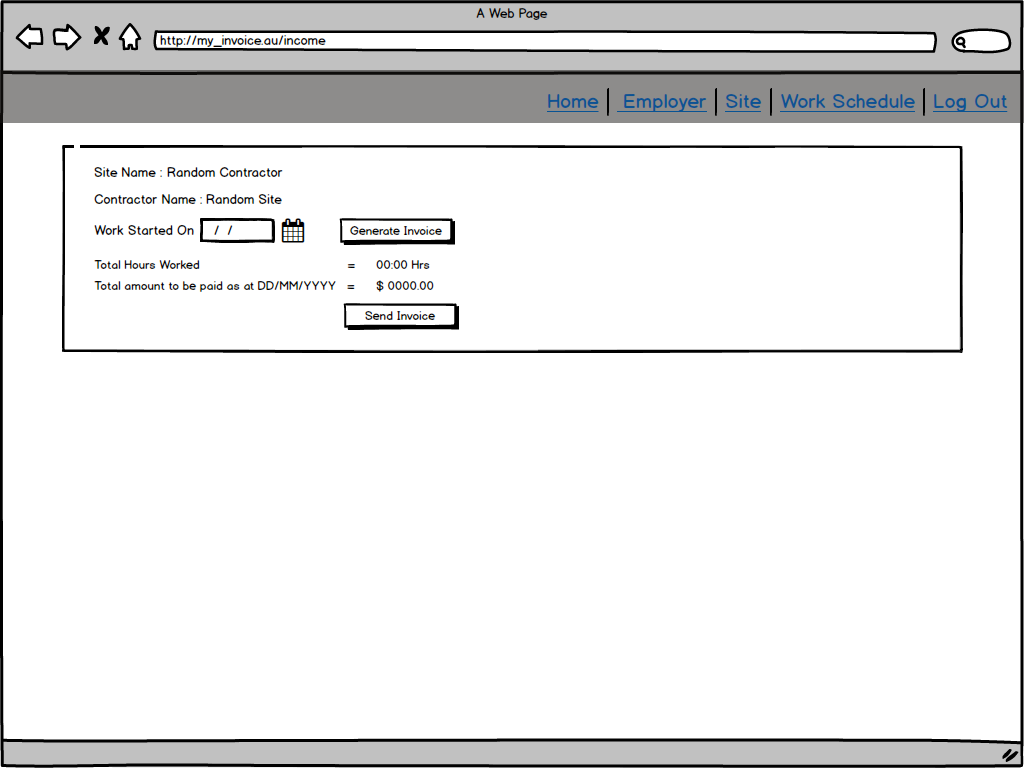 A Web Page
http://my_invoice.au/income
Home Employer Site Work Schedule Log Out
Site Name : Random Contractor
Contractor Name : Random Site
Work Started On / / Generate Invoice
Total Hours Worked = 00:00 Hrs
Total amount to be paid as at DD/MM/YYYY = $ 0000.00
Send Invoice